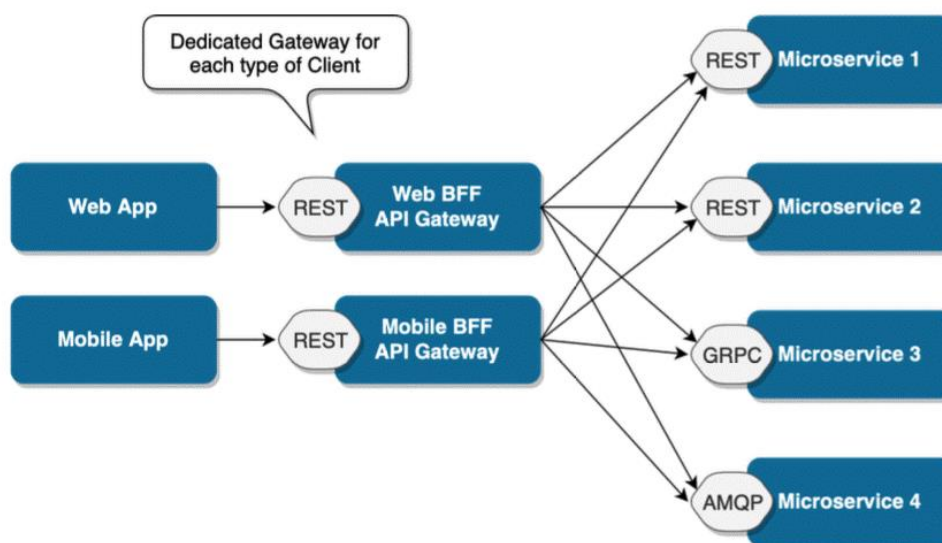 Dedicated Gateway for
each type of Client
REST
Microservice 1
Web App
REST
Web BFF
API Gateway
REST
Microservice 2
Mobile App
REST
Mobile BFF
API Gateway
GRPC
Microservice 3
AMQP
Microservice 4